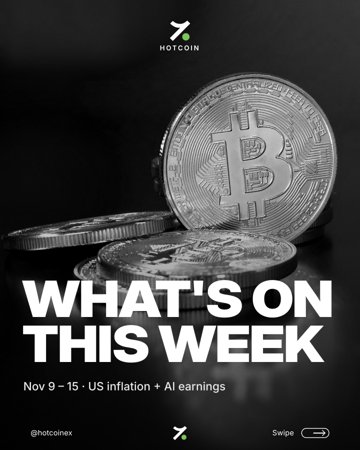 HOTCOIN
WHAT'S ON
THIS WEEK
Nov 9 – 15 · US inflation + AI earnings
@hotcoinex
Swipe